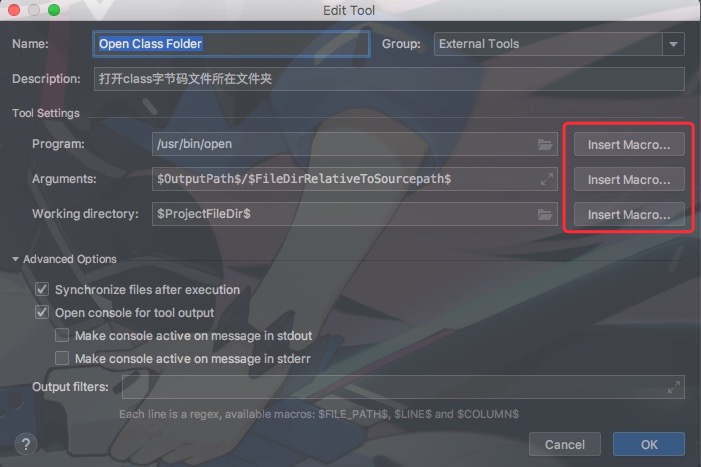 Edit Tool
Name: Open Class Folder Group: External Tools
Description: 打开class字节码文件所在文件夹
Tool Settings
Program: /usr/bin/open Insert Macro...
Arguments: $OutputPath$/$FileDirRelativeToSourcepath$ Insert Macro...
Working directory: $ProjectFileDir$ Insert Macro...
Advanced Options
Synchronize files after execution
Open console for tool output
Make console active on message in stdout
Make console active on message in stderr
Output filters:
Each line is a regex, available macros: $FILE_PATH$, $LINE$ and $COLUMN$
? Cancel OK